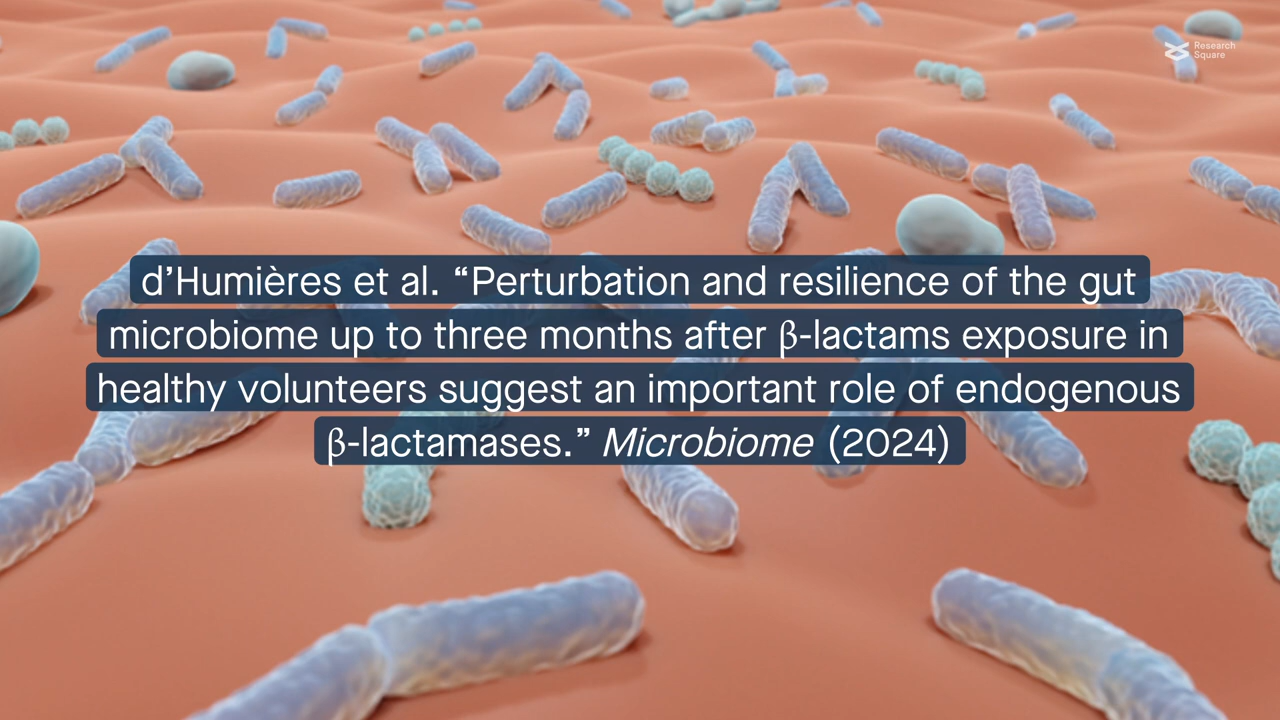 Research
Square
d’Humières et al. “Perturbation and resilience of the gut
microbiome up to three months after β-lactams exposure in
healthy volunteers suggest an important role of endogenous
β-lactamases.” Microbiome (2024)